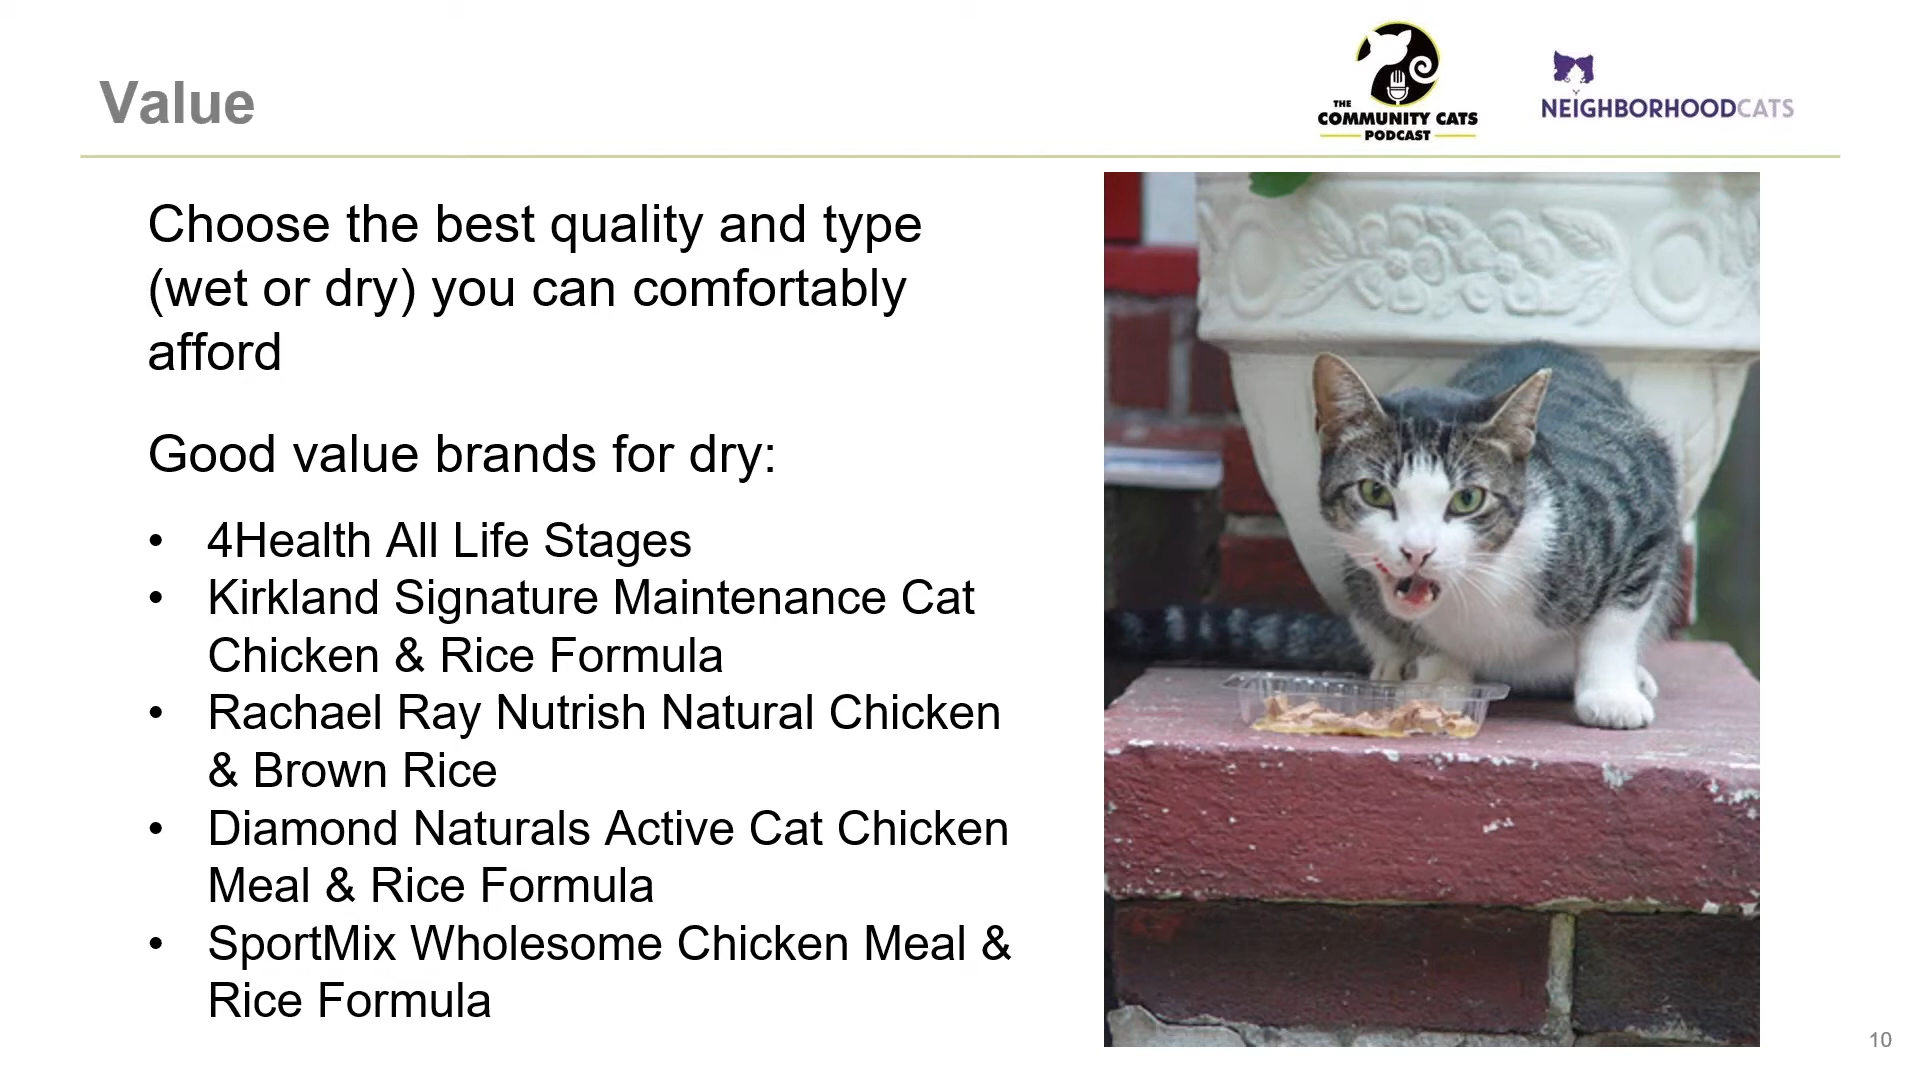 Value
THE
COMMUNITY CATS
PODCAST
NEIGHBORHOODCATS
Choose the best quality and type
(wet or dry) you can comfortably
afford
Good value brands for dry:
• 4Health All Life Stages
• Kirkland Signature Maintenance Cat
Chicken & Rice Formula
• Rachael Ray Nutrish Natural Chicken
& Brown Rice
• Diamond Naturals Active Cat Chicken
Meal & Rice Formula
• SportMix Wholesome Chicken Meal &
Rice Formula
10